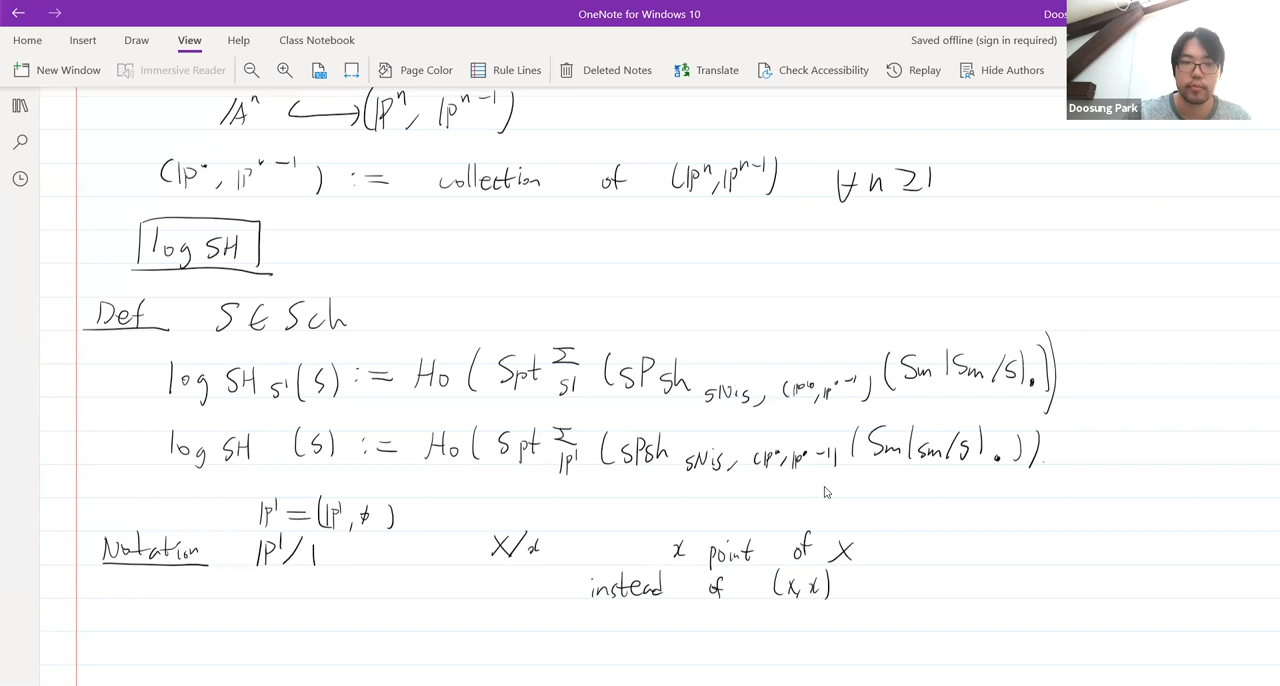 OneNote for Windows 10
Doos
Home Insert Draw View Help Class Notebook
Saved offline (sign in required)
New Window Immersive Reader Page Color Rule Lines Deleted Notes Translate Check Accessibility Replay Hide Authors
Doosung Park
𝔸ⁿ ↪ (ℙⁿ, ℙⁿ⁻¹)
(ℙ•, ℙ•⁻¹) := collection of (ℙⁿ, ℙⁿ⁻¹) ∀ n ≥ 1
log SH
Def S ∈ Sch
log SH_{S¹}(S) := Ho(Spt^Σ_{S¹}(sPsh_{sNis, (ℙ•, ℙ•⁻¹)}(SmlSm/S)•))
log SH (S) := Ho(Spt^Σ_{ℙ¹}(sPsh_{sNis, (ℙ•, ℙ•⁻¹)}(SmlSm/S)•)).
ℙ¹ = (ℙ¹, ∅)
Notation ℙ¹/1 X/x x point of X
instead of (X, x)